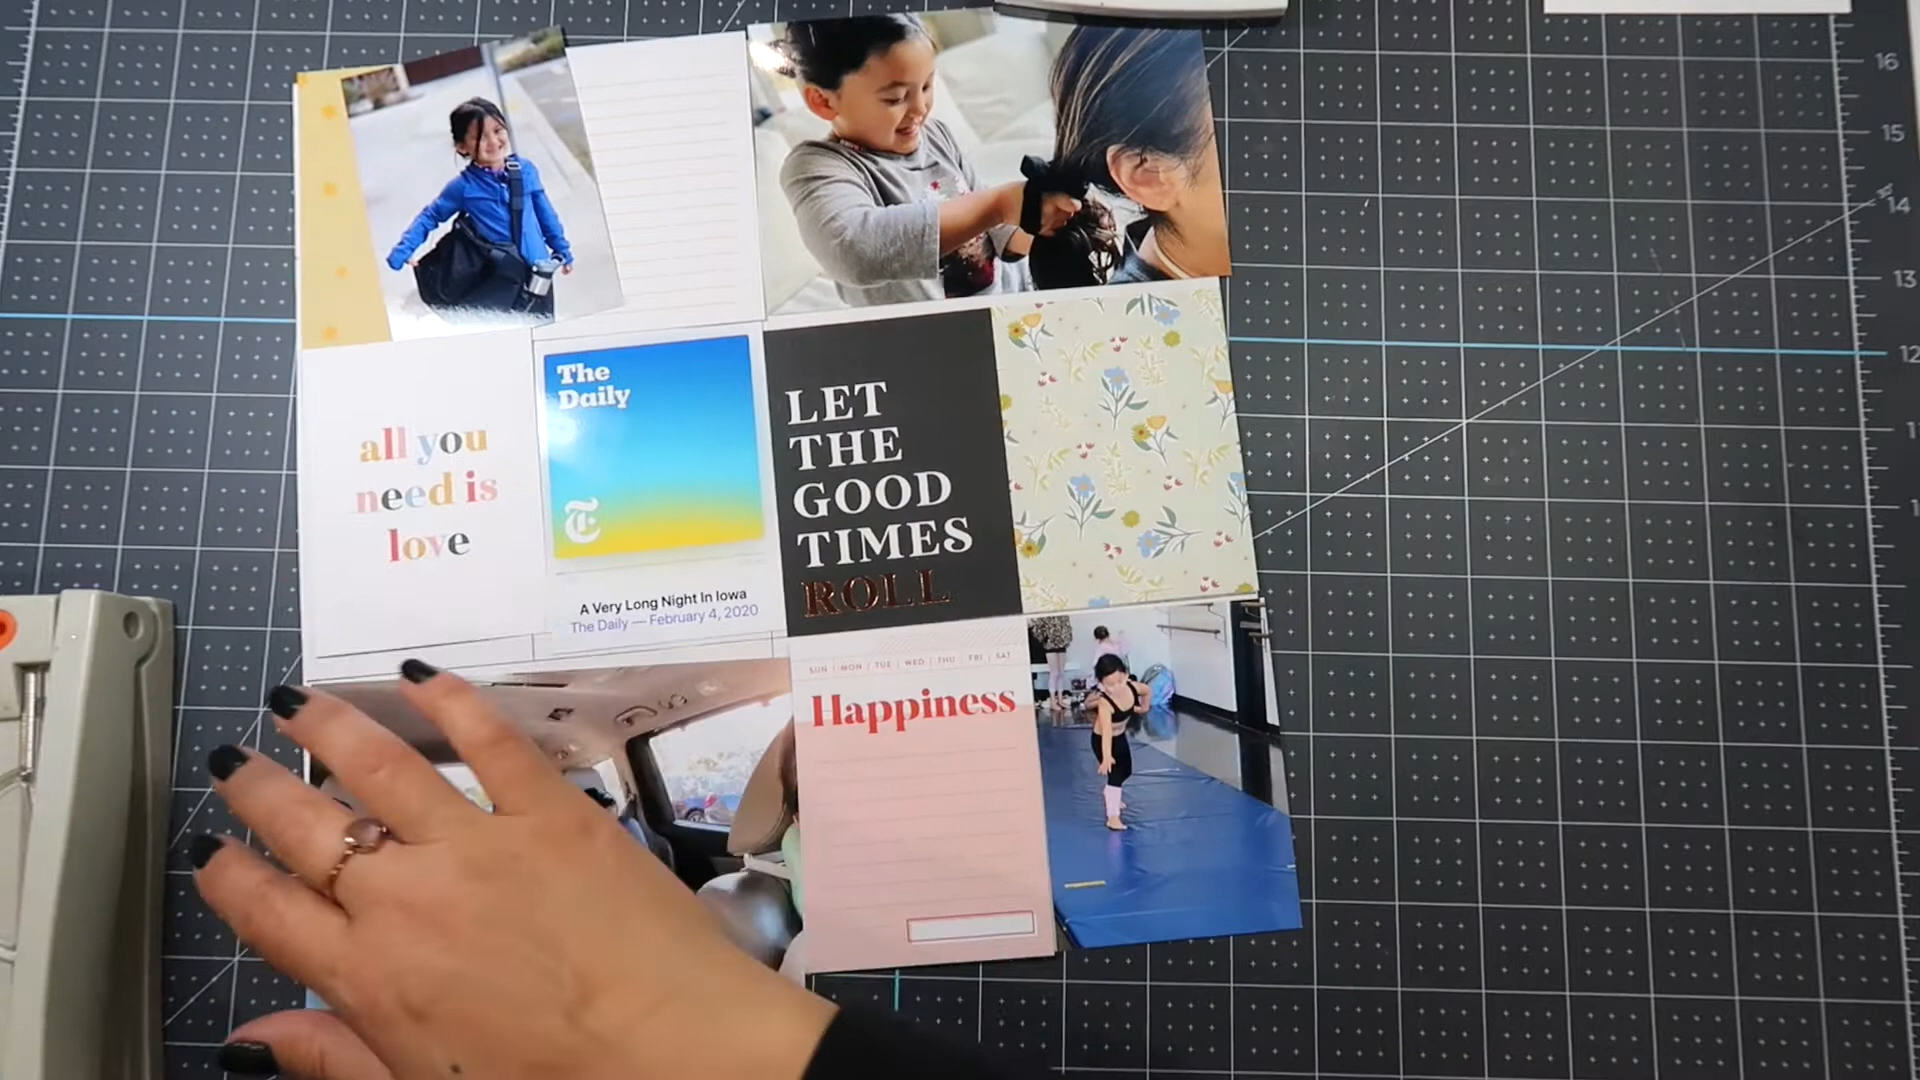 The
Daily
T
A Very Long Night In Iowa
The Daily — February 4, 2020
all you
need is
love
LET
THE
GOOD
TIMES
ROLL
SUN | MON | TUE | WED | THU | FRI | SAT
Happiness
16
15
14
13
12